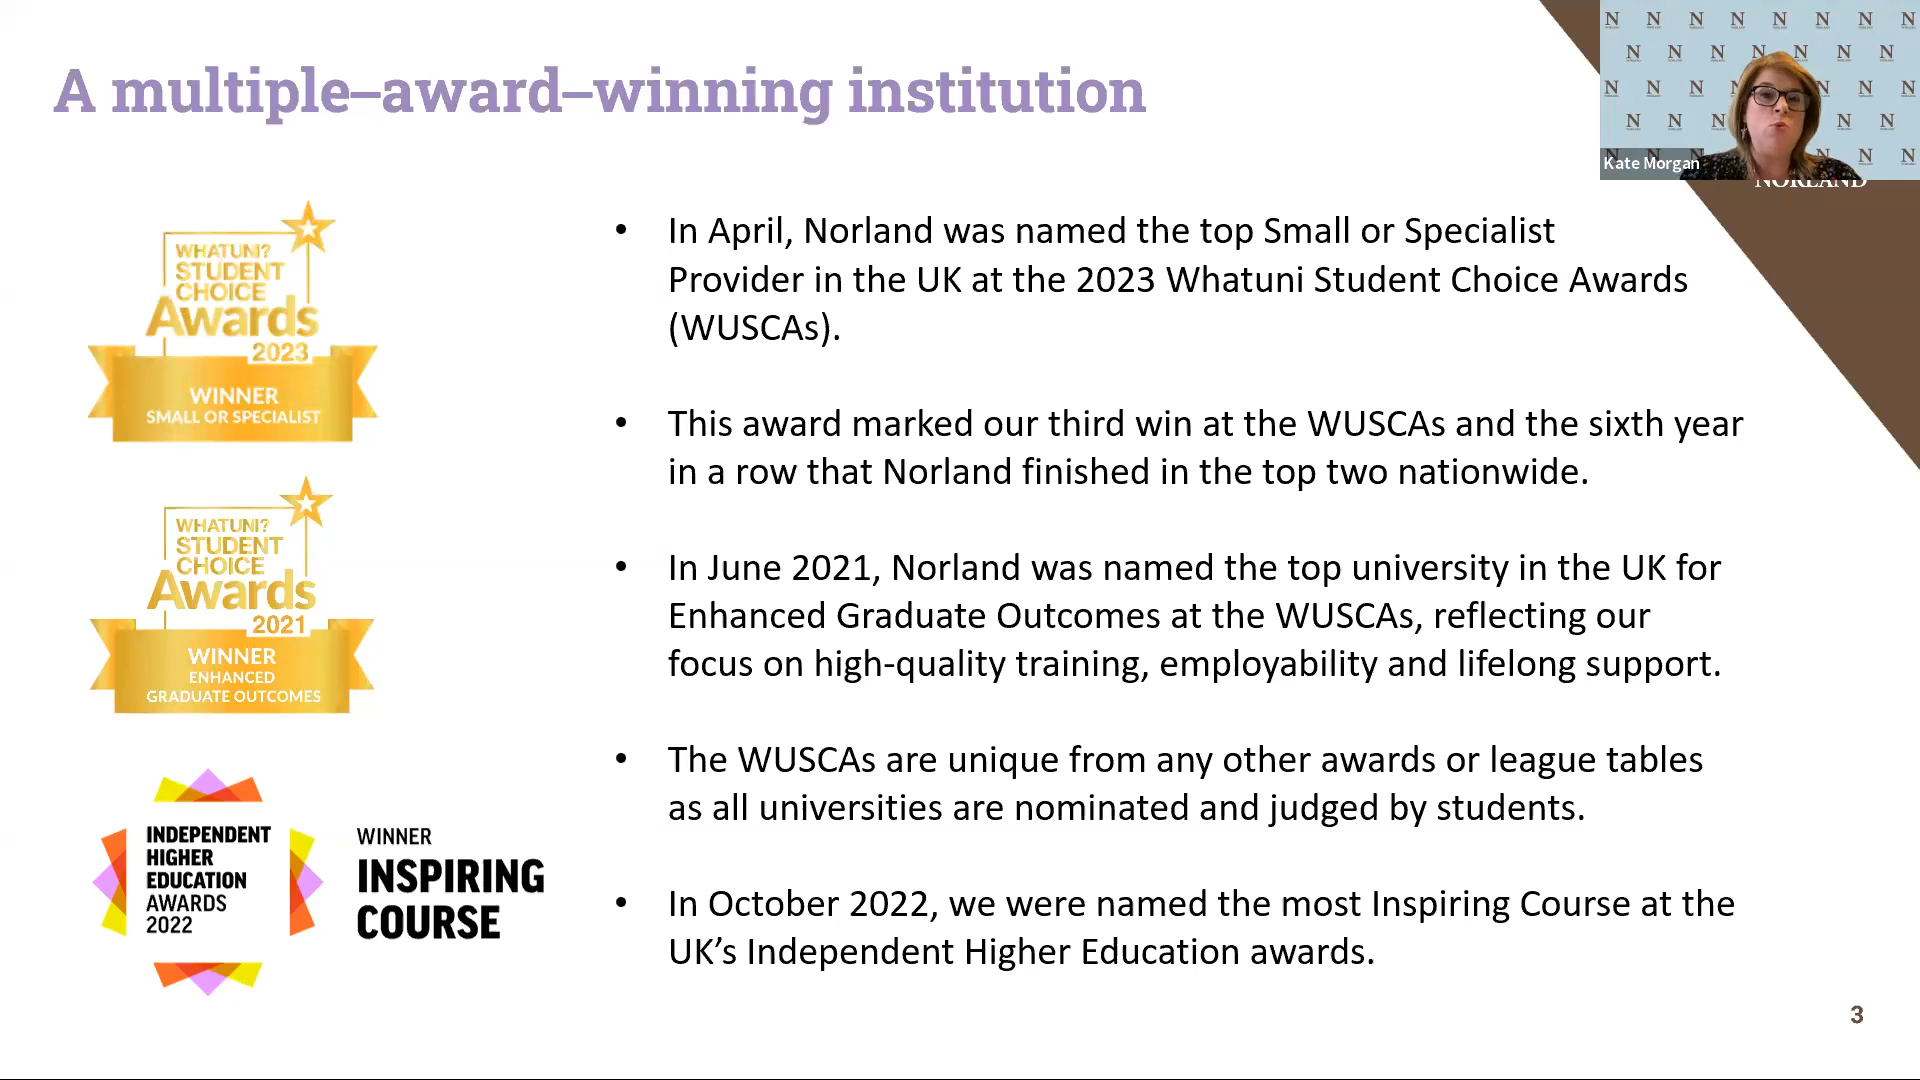 A multiple–award–winning institution
Kate Morgan
NORLAND
WHATUNI?
STUDENT
CHOICE
Awards
2023
WINNER
SMALL OR SPECIALIST
WHATUNI?
STUDENT
CHOICE
Awards
2021
WINNER
ENHANCED
GRADUATE OUTCOMES
INDEPENDENT
HIGHER
EDUCATION
AWARDS
2022
WINNER
INSPIRING
COURSE
• In April, Norland was named the top Small or Specialist
Provider in the UK at the 2023 Whatuni Student Choice Awards
(WUSCAs).
• This award marked our third win at the WUSCAs and the sixth year
in a row that Norland finished in the top two nationwide.
• In June 2021, Norland was named the top university in the UK for
Enhanced Graduate Outcomes at the WUSCAs, reflecting our
focus on high-quality training, employability and lifelong support.
• The WUSCAs are unique from any other awards or league tables
as all universities are nominated and judged by students.
• In October 2022, we were named the most Inspiring Course at the
UK’s Independent Higher Education awards.
3